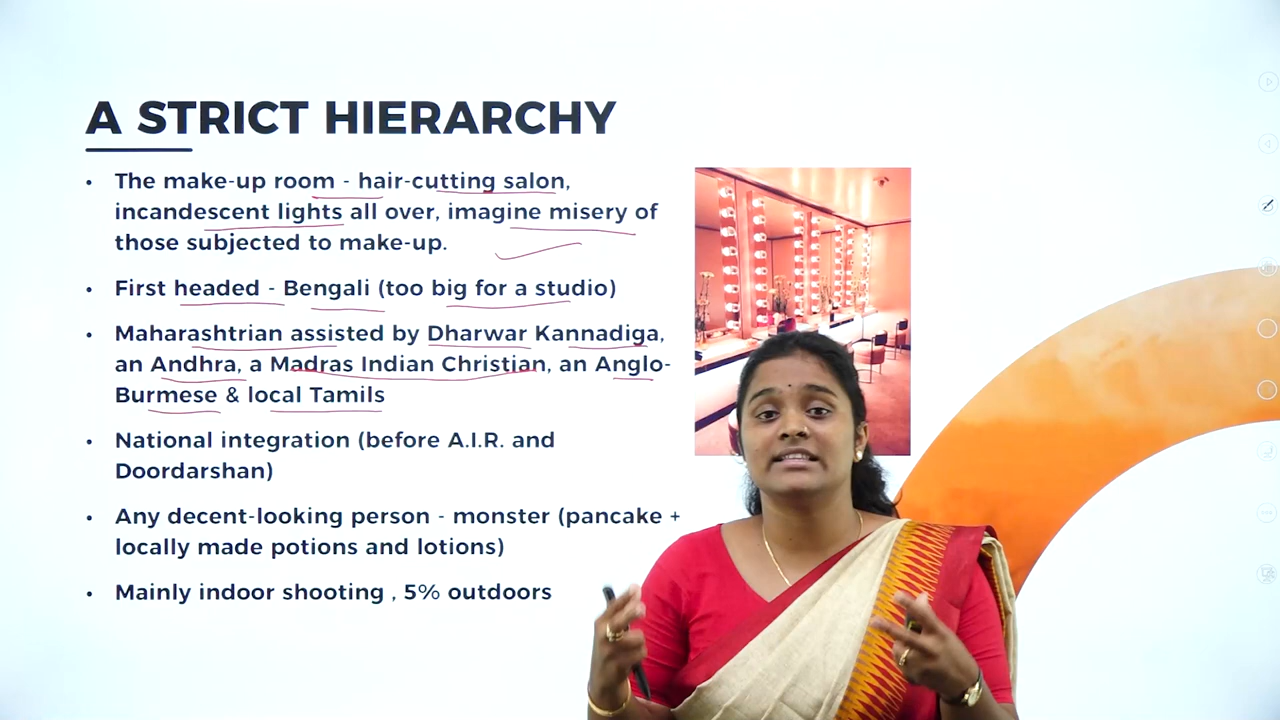 A STRICT HIERARCHY
• The make-up room - hair-cutting salon,
incandescent lights all over, imagine misery of
those subjected to make-up.
• First headed - Bengali (too big for a studio)
• Maharashtrian assisted by Dharwar Kannadiga,
an Andhra, a Madras Indian Christian, an Anglo-
Burmese & local Tamils
• National integration (before A.I.R. and
Doordarshan)
• Any decent-looking person - monster (pancake +
locally made potions and lotions)
• Mainly indoor shooting , 5% outdoors